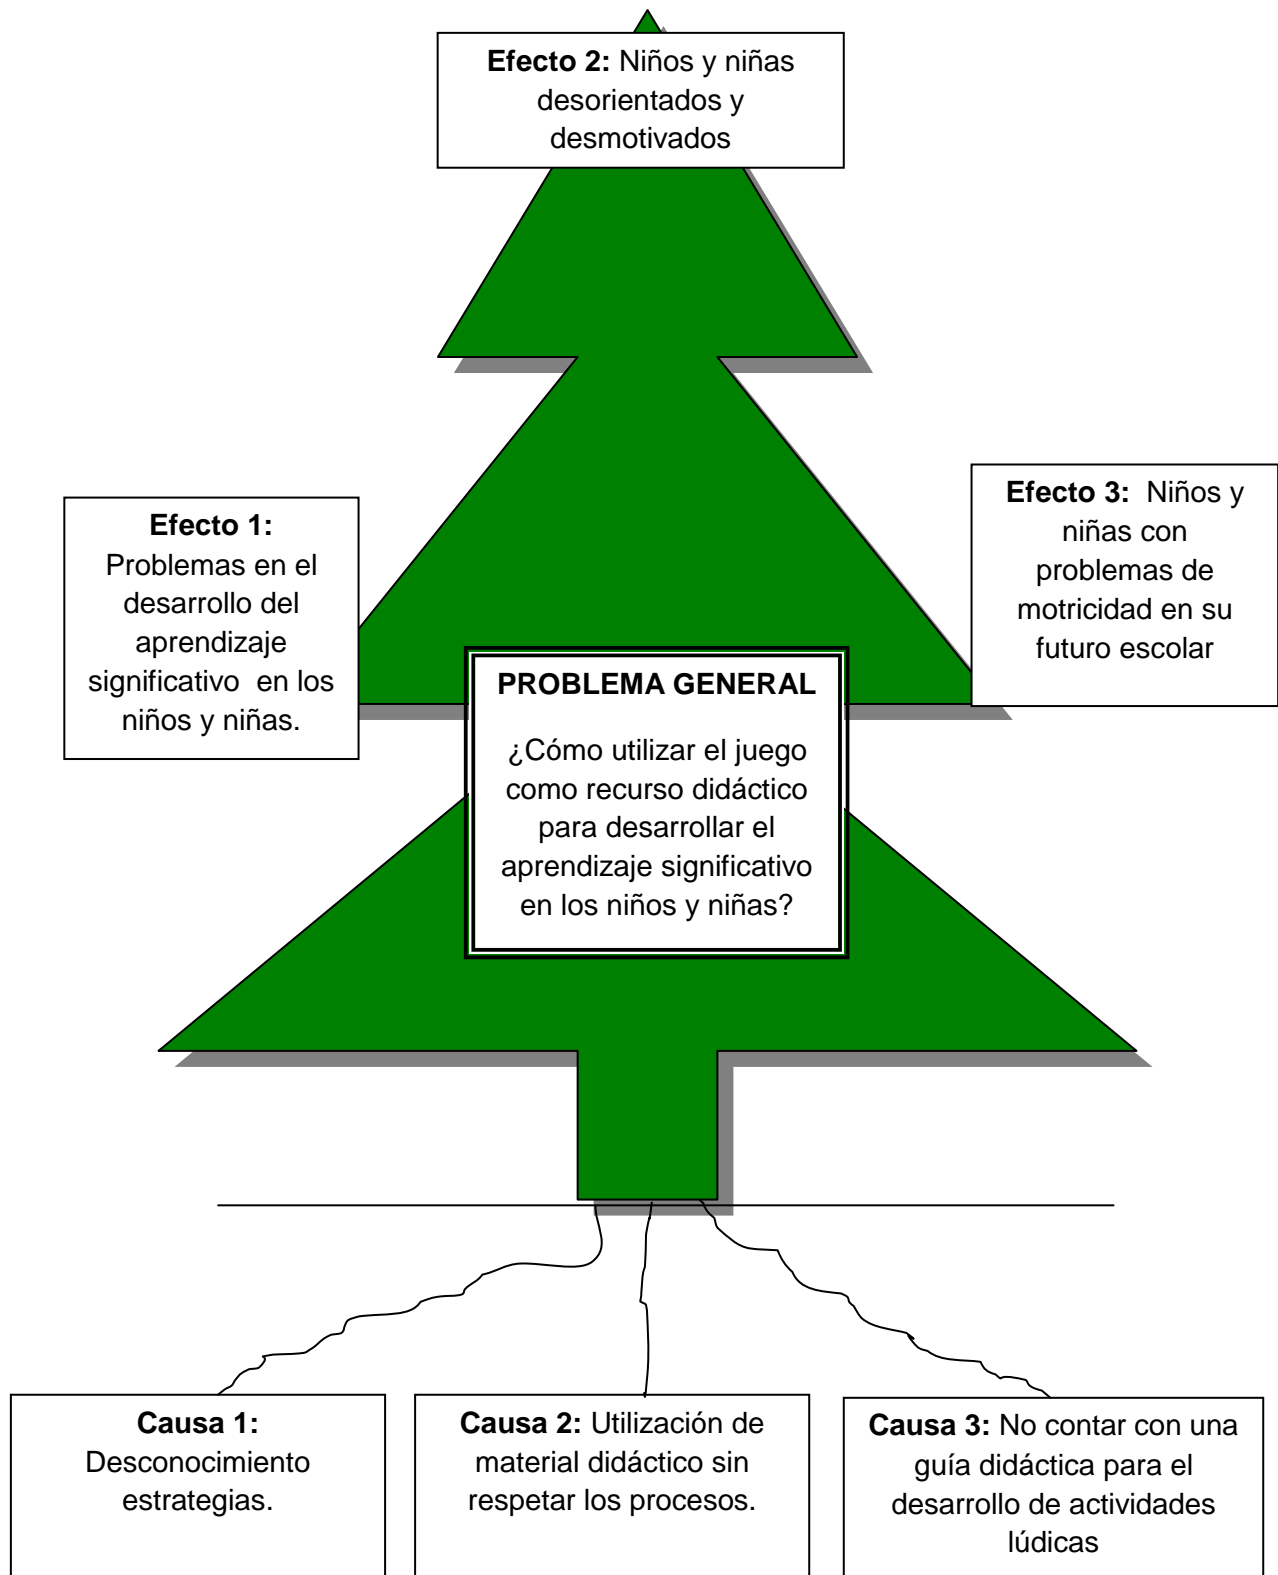 Efecto 2: Niños y niñas
desorientados y
desmotivados
Efecto 1:
Problemas en el
desarrollo del
aprendizaje
significativo en los
niños y niñas.
Efecto 3: Niños y
niñas con
problemas de
motricidad en su
futuro escolar
PROBLEMA GENERAL
¿Cómo utilizar el juego
como recurso didáctico
para desarrollar el
aprendizaje significativo
en los niños y niñas?
Causa 1:
Desconocimiento
estrategias.
Causa 2: Utilización de
material didáctico sin
respetar los procesos.
Causa 3: No contar con una
guía didáctica para el
desarrollo de actividades
lúdicas